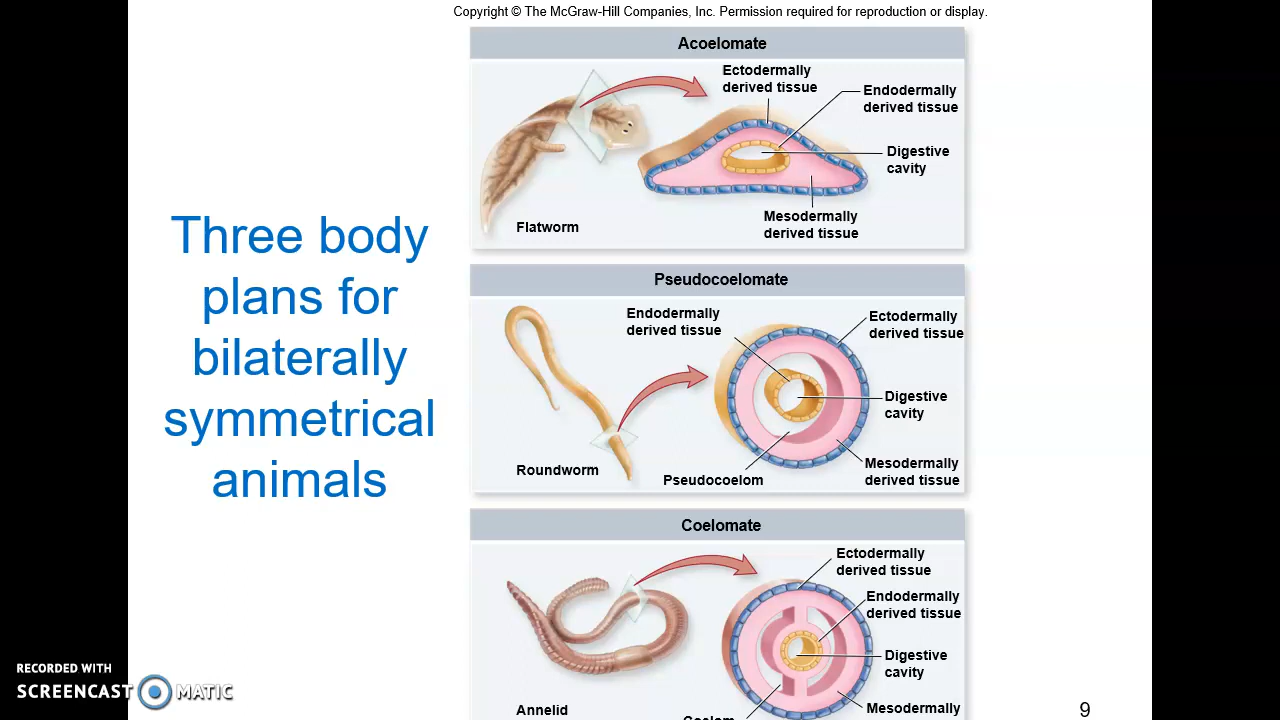 Copyright © The McGraw-Hill Companies, Inc. Permission required for reproduction or display.
Three body
plans for
bilaterally
symmetrical
animals
Acoelomate
Ectodermally
derived tissue
Endodermally
derived tissue
Digestive
cavity
Mesodermally
derived tissue
Flatworm
Pseudocoelomate
Endodermally
derived tissue
Ectodermally
derived tissue
Digestive
cavity
Mesodermally
derived tissue
Pseudocoelom
Roundworm
Coelomate
Ectodermally
derived tissue
Endodermally
derived tissue
Digestive
cavity
Mesodermally
Coelom
Annelid
9
RECORDED WITH
SCREENCAST MATIC